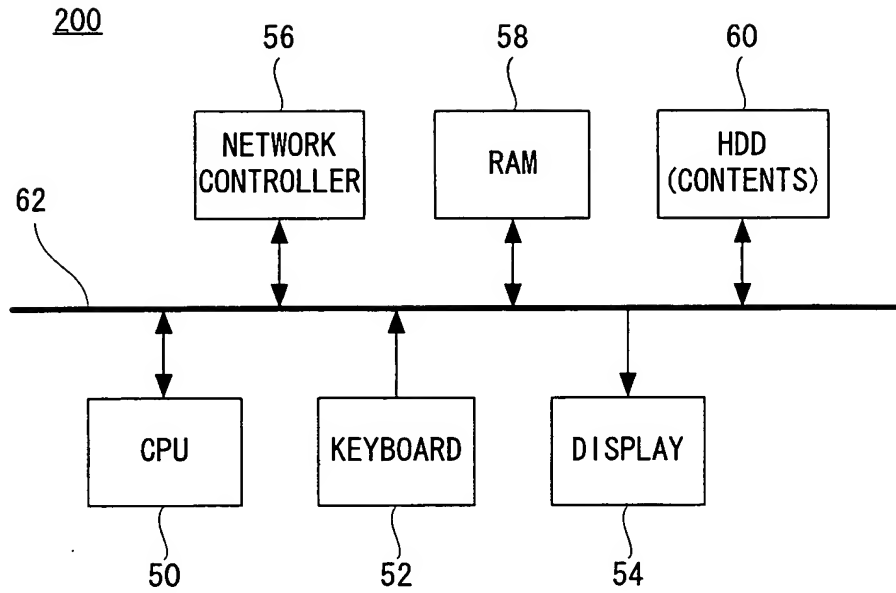 200
56
58
60
NETWORK
CONTROLLER
RAM
HDD
(CONTENTS)
62
CPU
KEYBOARD
DISPLAY
50
52
54